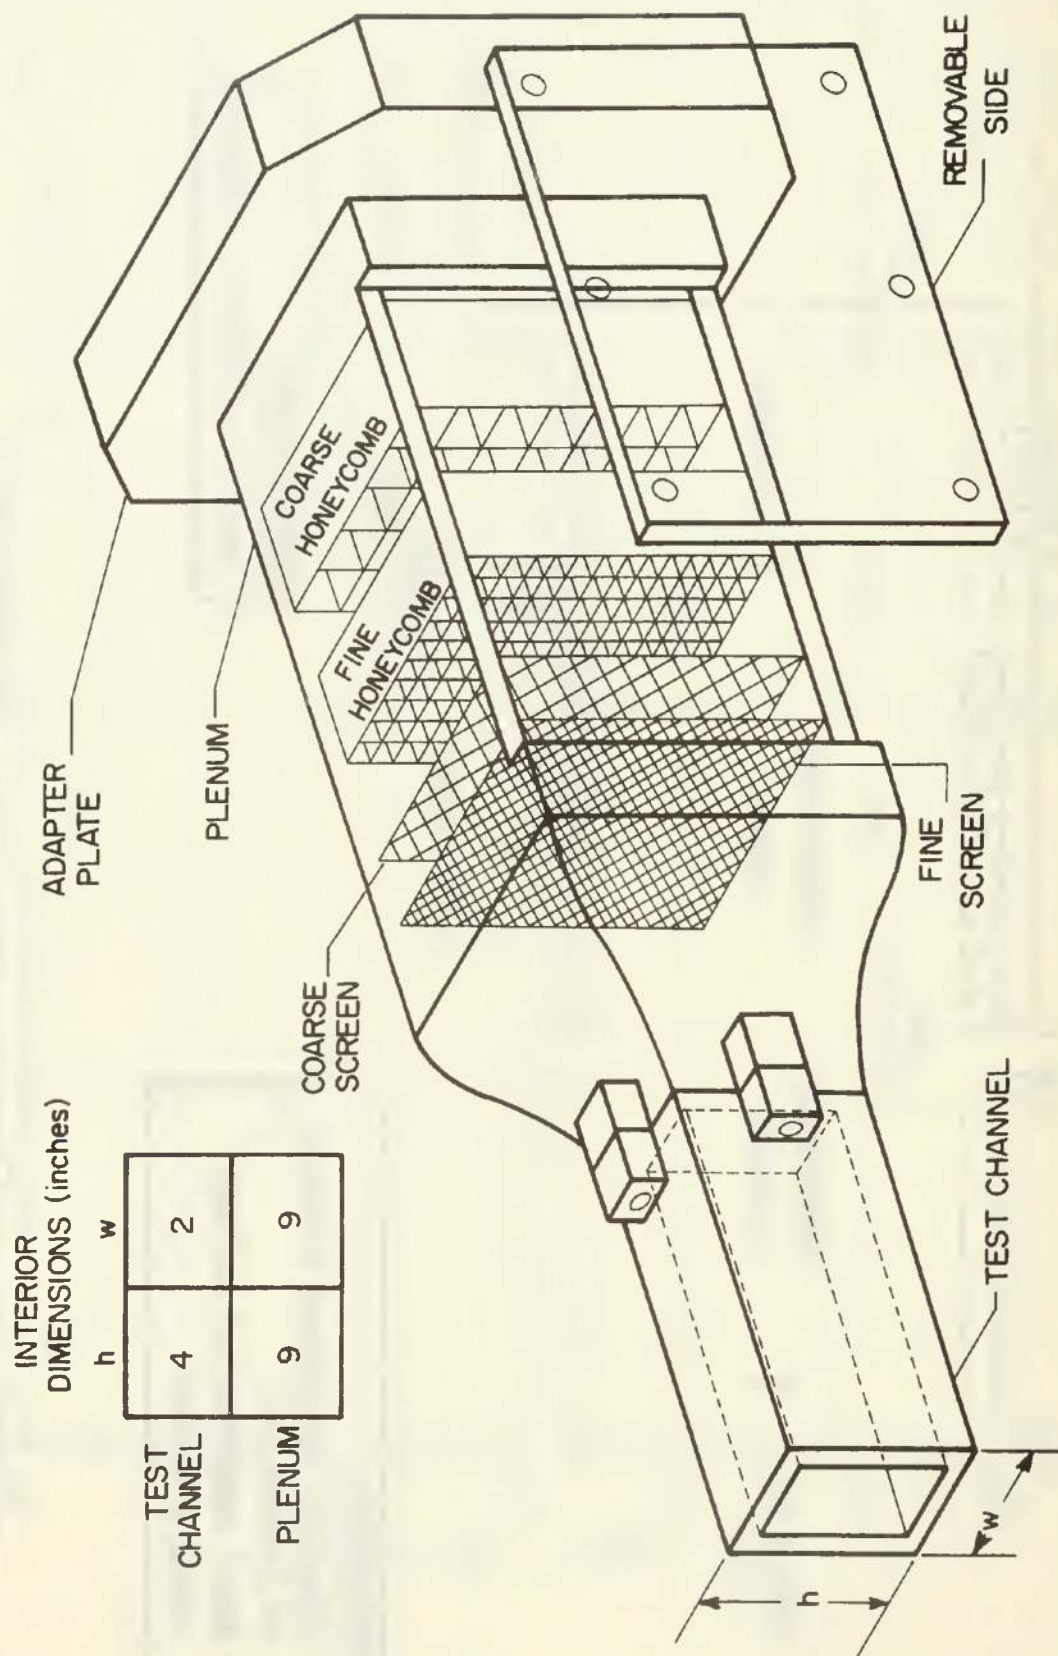 INTERIOR
DIMENSIONS (inches)
h w
TEST
CHANNEL 4 2
PLENUM 9 9
ADAPTER
PLATE
PLENUM
COARSE
SCREEN
COARSE
HONEYCOMB
FINE
HONEYCOMB
REMOVABLE
SIDE
FINE
SCREEN
TEST CHANNEL
h
w